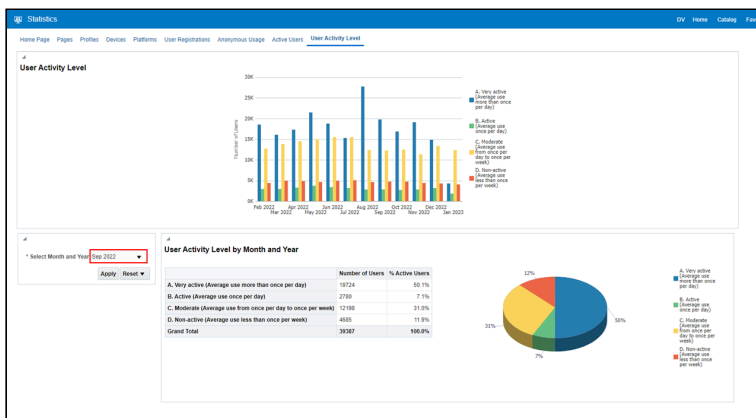 Statistics
DV Home Catalog Fav
Home Page Pages Profiles Devices Platforms User Registrations Anonymous Usage Active Users User Activity Level
User Activity Level
30K
25K
20K
15K
10K
5K
0K
Number of Users
Feb 2022 Apr 2022 Jun 2022 Aug 2022 Oct 2022 Dec 2022
Mar 2022 May 2022 Jul 2022 Sep 2022 Nov 2022 Jan 2023
A. Very active
(Average use
more than once
per day)
B. Active
(Average use
once per day)
C. Moderate
(Average use
from once per
day to once per
week)
D. Non-active
(Average use
less than once
per week)
* Select Month and Year Sep 2022
Apply Reset
User Activity Level by Month and Year
Number of Users % Active Users
A. Very active (Average use more than once per day) 19724 50.1%
B. Active (Average use once per day) 2780 7.1%
C. Moderate (Average use from once per day to once per week) 12198 31.0%
D. Non-active (Average use less than once per week) 4685 11.9%
Grand Total 39387 100.0%
12%
31%
50%
7%
A. Very active
(Average use
more than once
per day)
B. Active
(Average use
once per day)
C. Moderate
(Average use
from once per
day to once per
week)
D. Non-active
(Average use
less than once
per week)